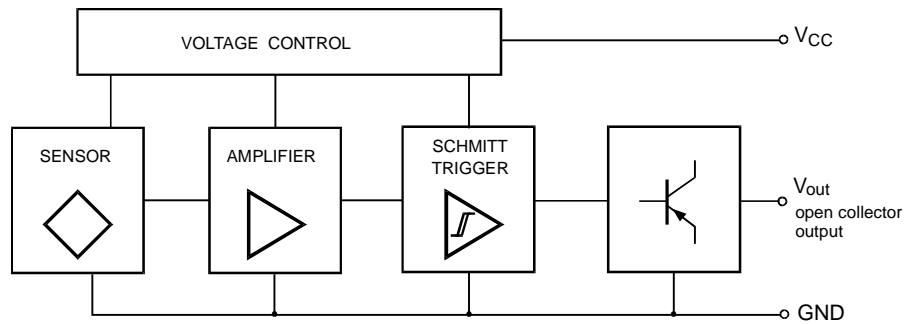 VOLTAGE CONTROL
VCC
SENSOR
AMPLIFIER
SCHMITT
TRIGGER
Vout
open collector
output
GND